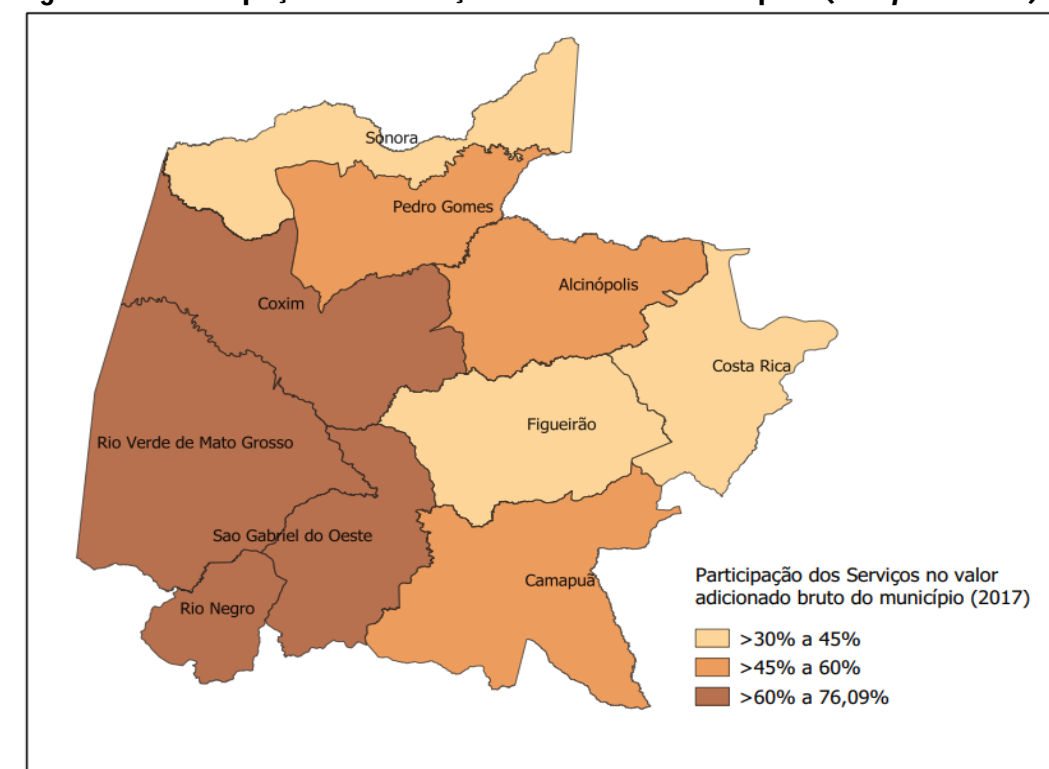 Sonora
Pedro Gomes
Alcinópolis
Coxim
Costa Rica
Figueirão
Rio Verde de Mato Grosso
Sao Gabriel do Oeste
Camapuã
Rio Negro
Participação dos Serviços no valor
adicionado bruto do município (2017)
>30% a 45%
>45% a 60%
>60% a 76,09%